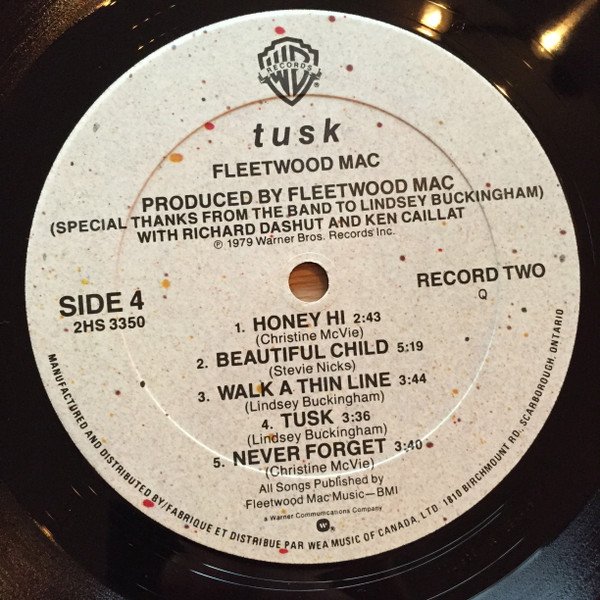 WB
RECORDS
tusk
FLEETWOOD MAC
PRODUCED BY FLEETWOOD MAC
(SPECIAL THANKS FROM THE BAND TO LINDSEY BUCKINGHAM)
WITH RICHARD DASHUT AND KEN CAILLAT
℗ 1979 Warner Bros. Records Inc.
SIDE 4
2HS 3350
RECORD TWO
Q
1. HONEY HI 2:43
(Christine McVie)
2. BEAUTIFUL CHILD 5:19
(Stevie Nicks)
3. WALK A THIN LINE 3:44
(Lindsey Buckingham)
4. TUSK 3:36
(Lindsey Buckingham)
5. NEVER FORGET 3:40
(Christine McVie)
All Songs Published by
Fleetwood Mac Music—BMI
a Warner Communications Company
MANUFACTURED AND DISTRIBUTED BY/FABRIQUE ET DISTRIBUE PAR WEA MUSIC OF CANADA, LTD. 1810 BIRCHMOUNT RD. SCARBOROUGH, ONTARIO